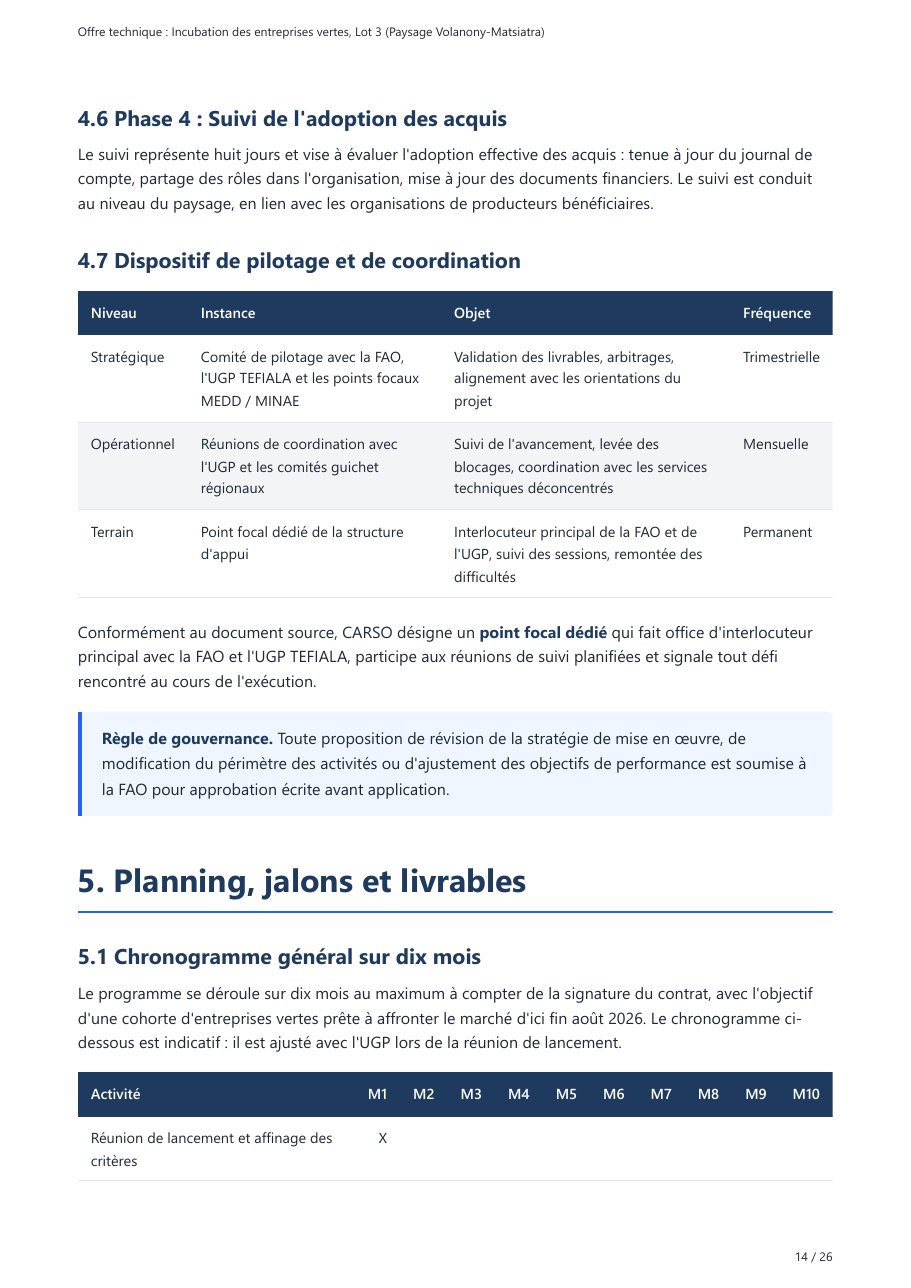 Offre technique : Incubation des entreprises vertes, Lot 3 (Paysage Volanony-Matsiatra)
4.6 Phase 4 : Suivi de l'adoption des acquis
Le suivi représente huit jours et vise à évaluer l'adoption effective des acquis : tenue à jour du journal de
compte, partage des rôles dans l'organisation, mise à jour des documents financiers. Le suivi est conduit
au niveau du paysage, en lien avec les organisations de producteurs bénéficiaires.
4.7 Dispositif de pilotage et de coordination
Niveau Instance Objet Fréquence
Stratégique Comité de pilotage avec la FAO, Validation des livrables, arbitrages, Trimestrielle
l'UGP TEFIALA et les points focaux alignement avec les orientations du
MEDD / MINAE projet
Opérationnel Réunions de coordination avec Suivi de l'avancement, levée des Mensuelle
l'UGP et les comités guichet blocages, coordination avec les services
régionaux techniques déconcentrés
Terrain Point focal dédié de la structure Interlocuteur principal de la FAO et de Permanent
d'appui l'UGP, suivi des sessions, remontée des
difficultés
Conformément au document source, CARSO désigne un point focal dédié qui fait office d'interlocuteur
principal avec la FAO et l'UGP TEFIALA, participe aux réunions de suivi planifiées et signale tout défi
rencontré au cours de l'exécution.
Règle de gouvernance. Toute proposition de révision de la stratégie de mise en œuvre, de
modification du périmètre des activités ou d'ajustement des objectifs de performance est soumise à
la FAO pour approbation écrite avant application.
5. Planning, jalons et livrables
5.1 Chronogramme général sur dix mois
Le programme se déroule sur dix mois au maximum à compter de la signature du contrat, avec l'objectif
d'une cohorte d'entreprises vertes prête à affronter le marché d'ici fin août 2026. Le chronogramme ci-
dessous est indicatif : il est ajusté avec l'UGP lors de la réunion de lancement.
Activité M1 M2 M3 M4 M5 M6 M7 M8 M9 M10
Réunion de lancement et affinage des X
critères
14 / 26